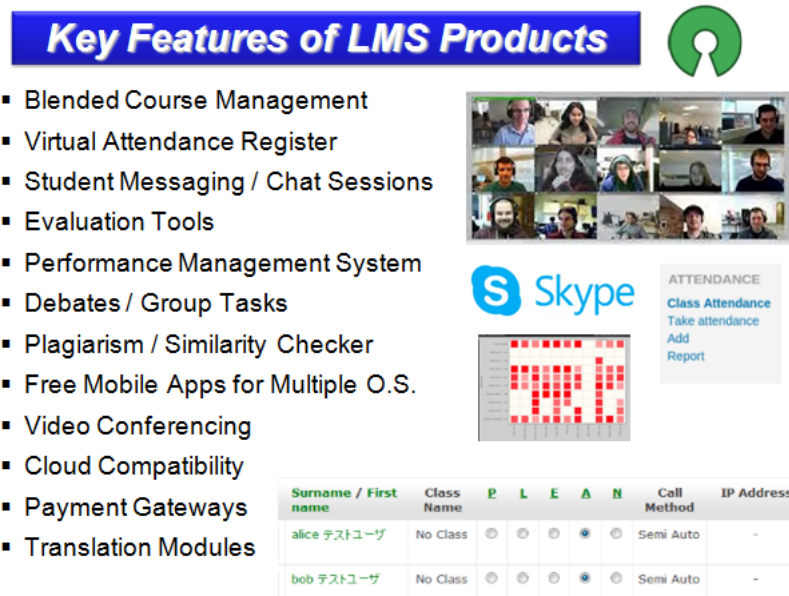 Key Features of LMS Products
Blended Course Management
Virtual Attendance Register
Student Messaging / Chat Sessions
Evaluation Tools
Performance Management System
Debates / Group Tasks
Plagiarism / Similarity Checker
Free Mobile Apps for Multiple O.S.
Video Conferencing
Cloud Compatibility
Payment Gateways
Translation Modules
Skype
ATTENDANCE
Class Attendance
Take attendance
Add
Report
Surname / First name Class Name P L E A N Call Method IP Address
alice テストユーザ No Class Semi Auto -
bob テストユーザ No Class Semi Auto -